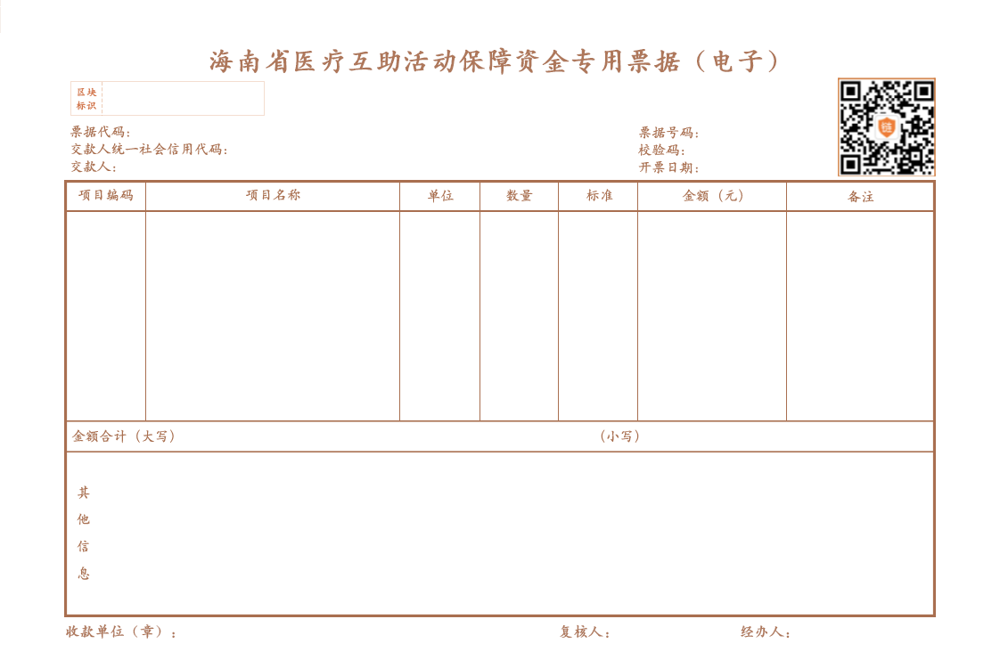 海南省医疗互助活动保障资金专用票据（电子）
区块
标识
票据代码：
交款人统一社会信用代码：
交款人：
票据号码：
校验码：
开票日期：
链
项目编码 项目名称 单位 数量 标准 金额（元） 备注
金额合计（大写） （小写）
其
他
信
息
收款单位（章）： 复核人： 经办人：